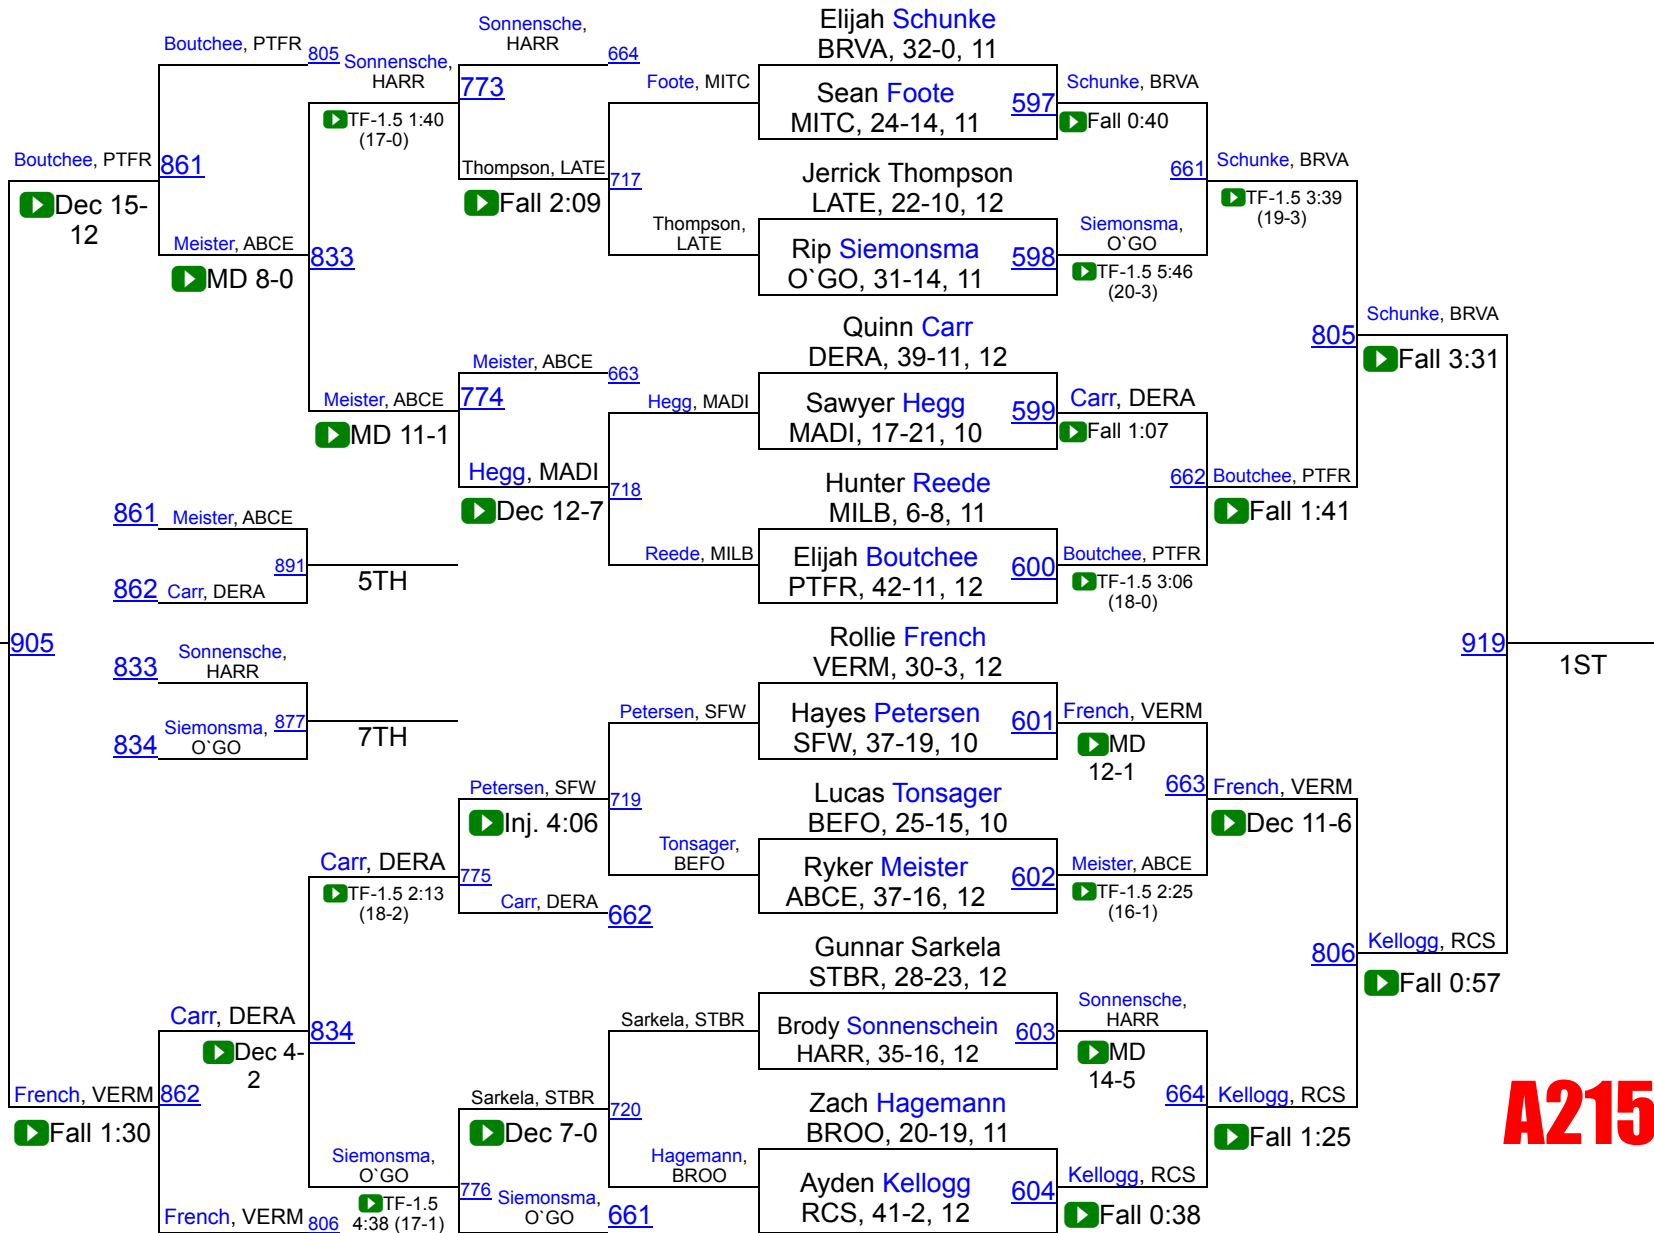 Boutchee, PTFR
805
Sonnensche,
HARR
TF-1.5 1:40
(17-0)
Sonnensche,
HARR
664
773
Foote, MITC
Elijah Schunke
BRVA, 32-0, 11
Sean Foote
MITC, 24-14, 11
597
Schunke, BRVA
Fall 0:40
Boutchee, PTFR
861
Dec 15-
12
Meister, ABCE
833
MD 8-0
Thompson, LATE
717
Fall 2:09
Thompson,
LATE
Jerrick Thompson
LATE, 22-10, 12
Rip Siemonsma
O`GO, 31-14, 11
598
Siemonsma,
O`GO
TF-1.5 5:46
(20-3)
661
Schunke, BRVA
TF-1.5 3:39
(19-3)
805
Schunke, BRVA
Fall 3:31
Meister, ABCE
663
774
Meister, ABCE
MD 11-1
Hegg, MADI
Quinn Carr
DERA, 39-11, 12
Sawyer Hegg
MADI, 17-21, 10
599
Carr, DERA
Fall 1:07
Hegg, MADI
718
Dec 12-7
Reede, MILB
Hunter Reede
MILB, 6-8, 11
Elijah Boutchee
PTFR, 42-11, 12
600
Boutchee, PTFR
TF-1.5 3:06
(18-0)
662
Boutchee, PTFR
Fall 1:41
861
Meister, ABCE
891
862
Carr, DERA
5TH
905
833
Sonnensche,
HARR
877
834
Siemonsma,
O`GO
7TH
919
1ST
Petersen, SFW
Rollie French
VERM, 30-3, 12
Hayes Petersen
SFW, 37-19, 10
601
French, VERM
MD
12-1
Petersen, SFW
719
Inj. 4:06
Tonsager,
BEFO
Lucas Tonsager
BEFO, 25-15, 10
Ryker Meister
ABCE, 37-16, 12
602
Meister, ABCE
TF-1.5 2:25
(16-1)
663
French, VERM
Dec 11-6
Carr, DERA
TF-1.5 2:13
(18-2)
775
Carr, DERA
662
806
Kellogg, RCS
Fall 0:57
Carr, DERA
834
Dec 4-
2
Sarkela, STBR
Gunnar Sarkela
STBR, 28-23, 12
Brody Sonnenschein
HARR, 35-16, 12
603
Sonnensche,
HARR
MD
14-5
French, VERM
862
Fall 1:30
Sarkela, STBR
720
Dec 7-0
Hagemann,
BROO
Zach Hagemann
BROO, 20-19, 11
Ayden Kellogg
RCS, 41-2, 12
604
Kellogg, RCS
Fall 0:38
664
Kellogg, RCS
Fall 1:25
A215
Siemonsma,
O`GO
TF-1.5
4:38 (17-1)
776
Siemonsma,
O`GO
661
French, VERM
806